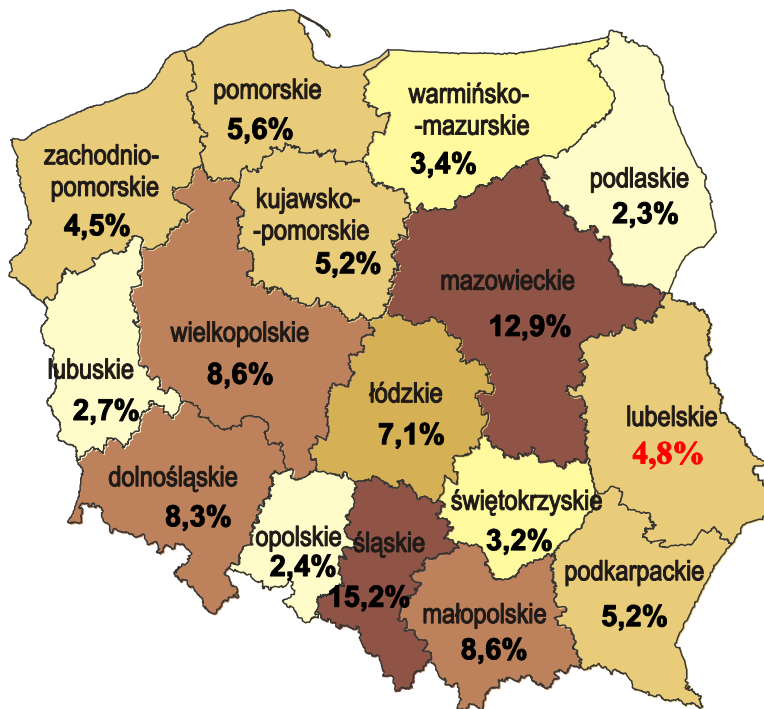 pomorskie
5,6%
warmińsko-
-mazurskie
3,4%
zachodnio-
pomorskie
4,5%
podlaskie
2,3%
kujawsko-
-pomorskie
5,2%
mazowieckie
12,9%
wielkopolskie
8,6%
lubuskie
2,7%
łódzkie
7,1%
lubelskie
4,8%
dolnośląskie
8,3%
opolskie
2,4%
śląskie
15,2%
świętokrzyskie
3,2%
małopolskie
8,6%
podkarpackie
5,2%